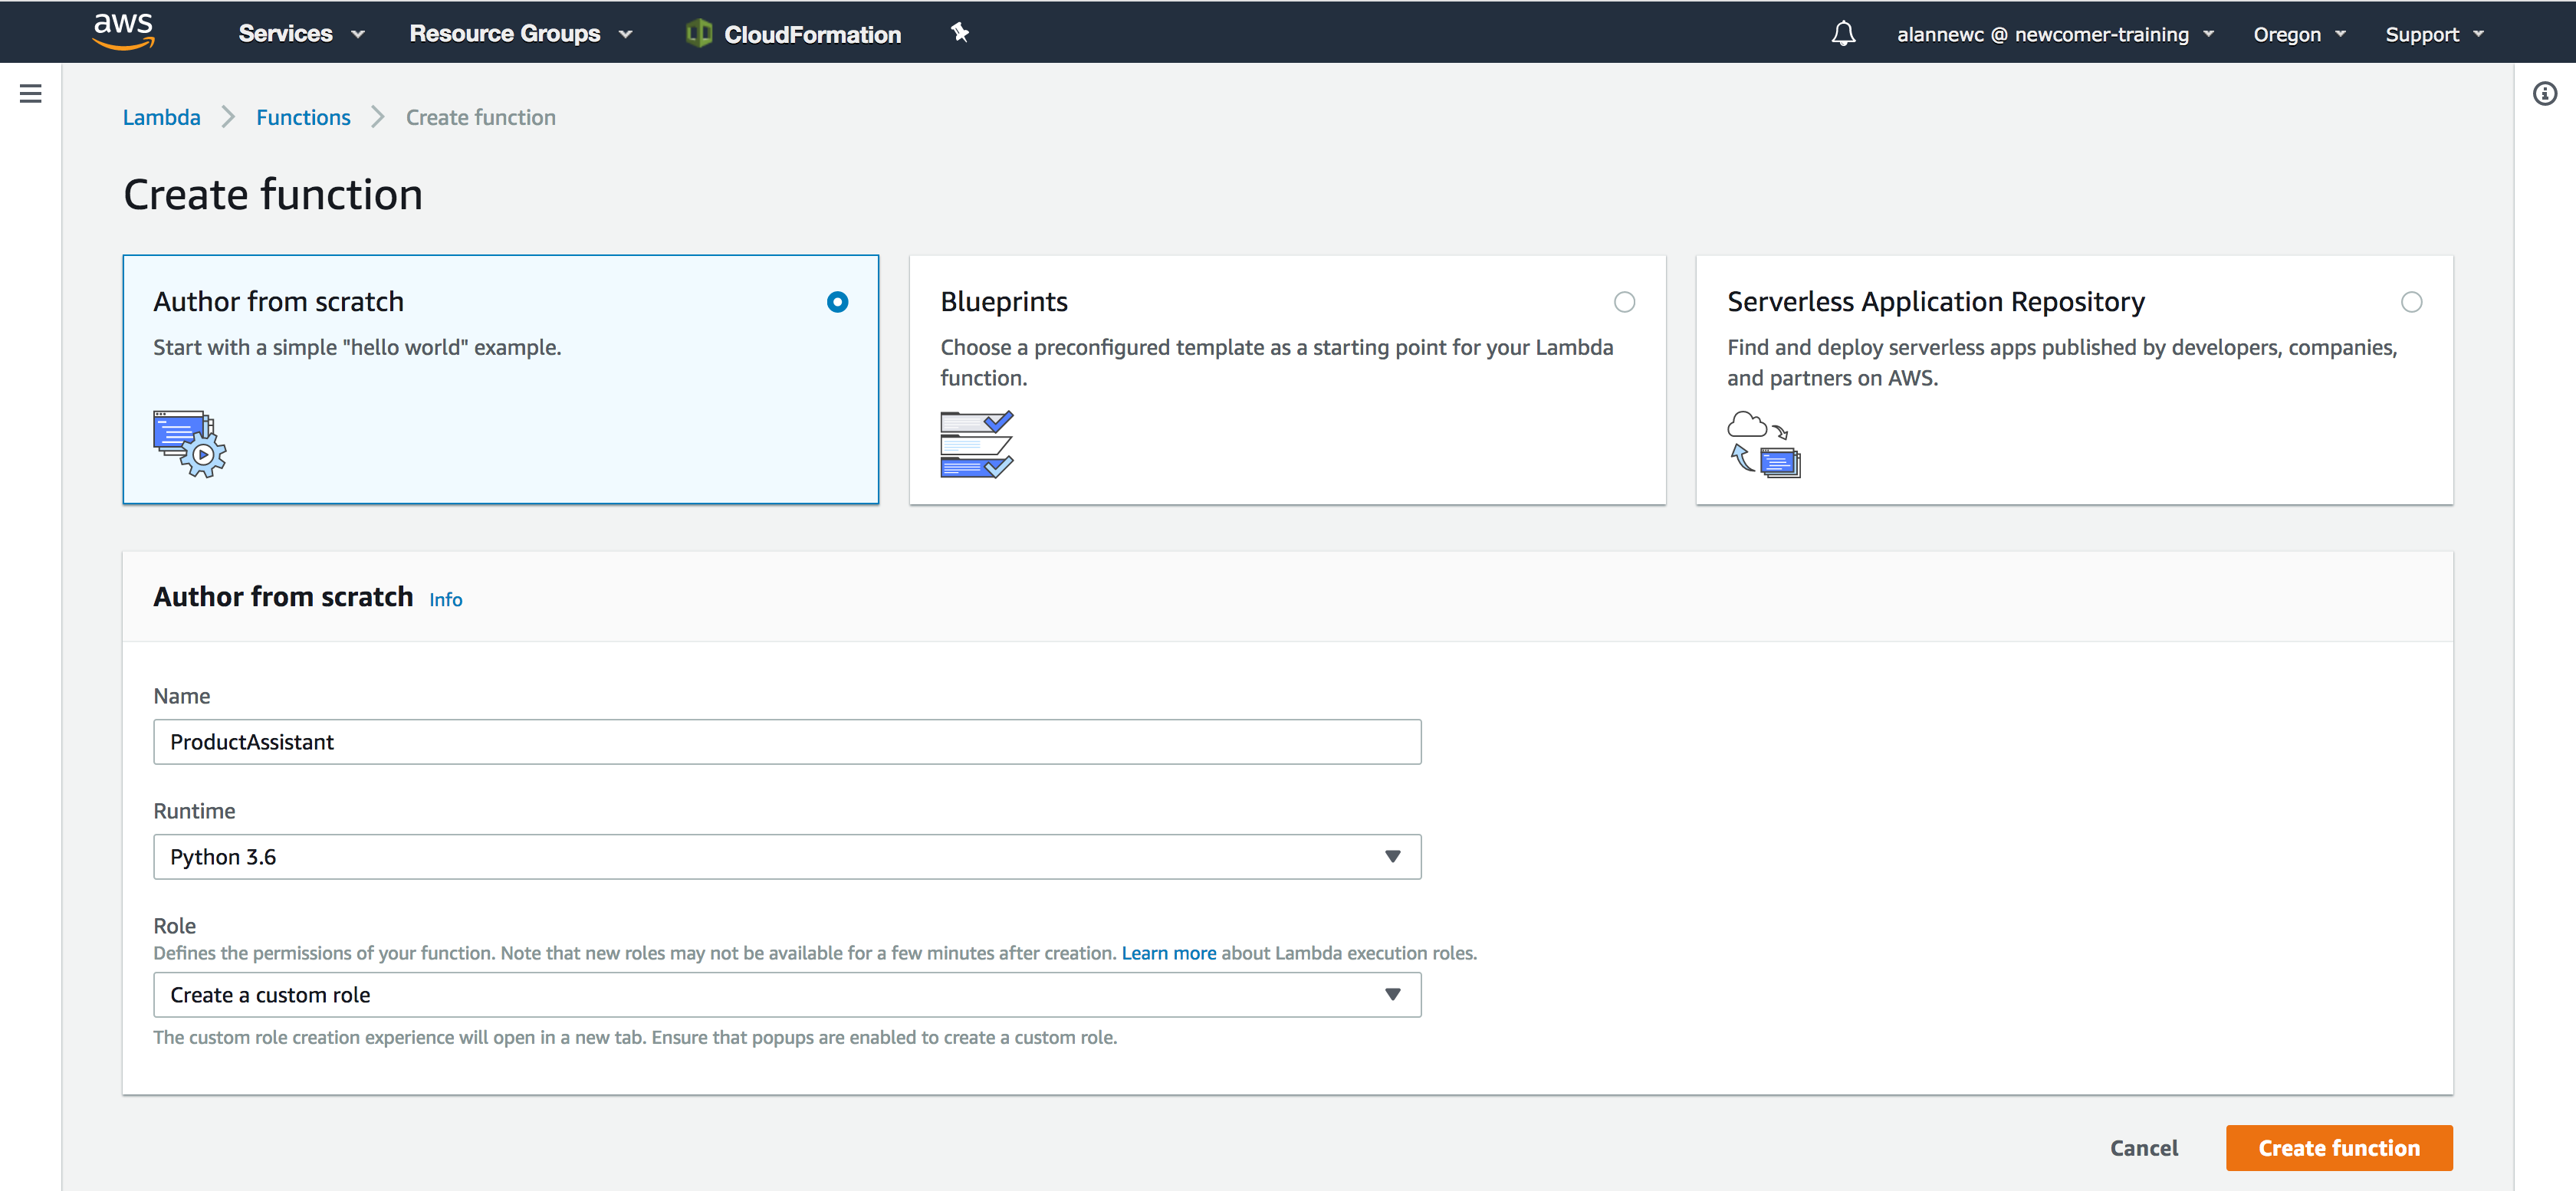 aws
Services
Resource Groups
CloudFormation
alannewc @ newcomer-training
Oregon
Support
Lambda
Functions
Create function
Create function
Author from scratch
Start with a simple "hello world" example.
Blueprints
Choose a preconfigured template as a starting point for your Lambda
function.
Serverless Application Repository
Find and deploy serverless apps published by developers, companies,
and partners on AWS.
Author from scratch Info
Name
ProductAssistant
Runtime
Python 3.6
Role
Defines the permissions of your function. Note that new roles may not be available for a few minutes after creation. Learn more about Lambda execution roles.
Create a custom role
The custom role creation experience will open in a new tab. Ensure that popups are enabled to create a custom role.
Cancel
Create function